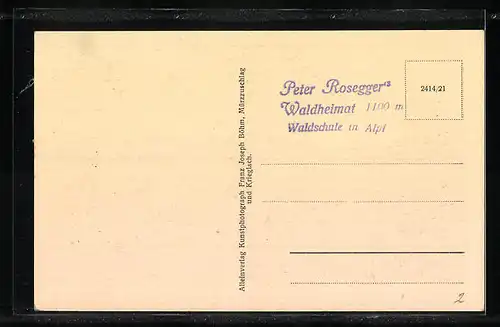 Peter Rosegger's
Waldheimat 1100 m
Waldschule in Alpl
2414/21
Alleinverlag Kunstphotograph Franz Joseph Böhm, Mürzzuschlag
und Krieglach.
2